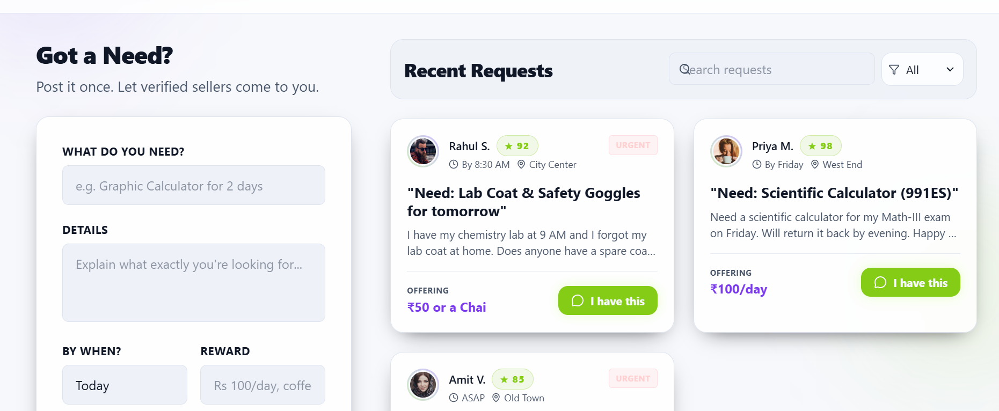 Got a Need?
Post it once. Let verified sellers come to you.
WHAT DO YOU NEED?
e.g. Graphic Calculator for 2 days
DETAILS
Explain what exactly you're looking for...
BY WHEN?
REWARD
Today
Rs 100/day, coffe
Recent Requests
Search requests
All
Rahul S.
★ 92
URGENT
By 8:30 AM
City Center
"Need: Lab Coat & Safety Goggles
for tomorrow"
I have my chemistry lab at 9 AM and I forgot my
lab coat at home. Does anyone have a spare coa...
OFFERING
₹50 or a Chai
I have this
Priya M.
★ 98
By Friday
West End
"Need: Scientific Calculator (991ES)"
Need a scientific calculator for my Math-III exam
on Friday. Will return it back by evening. Happy ...
OFFERING
₹100/day
I have this
Amit V.
★ 85
URGENT
ASAP
Old Town